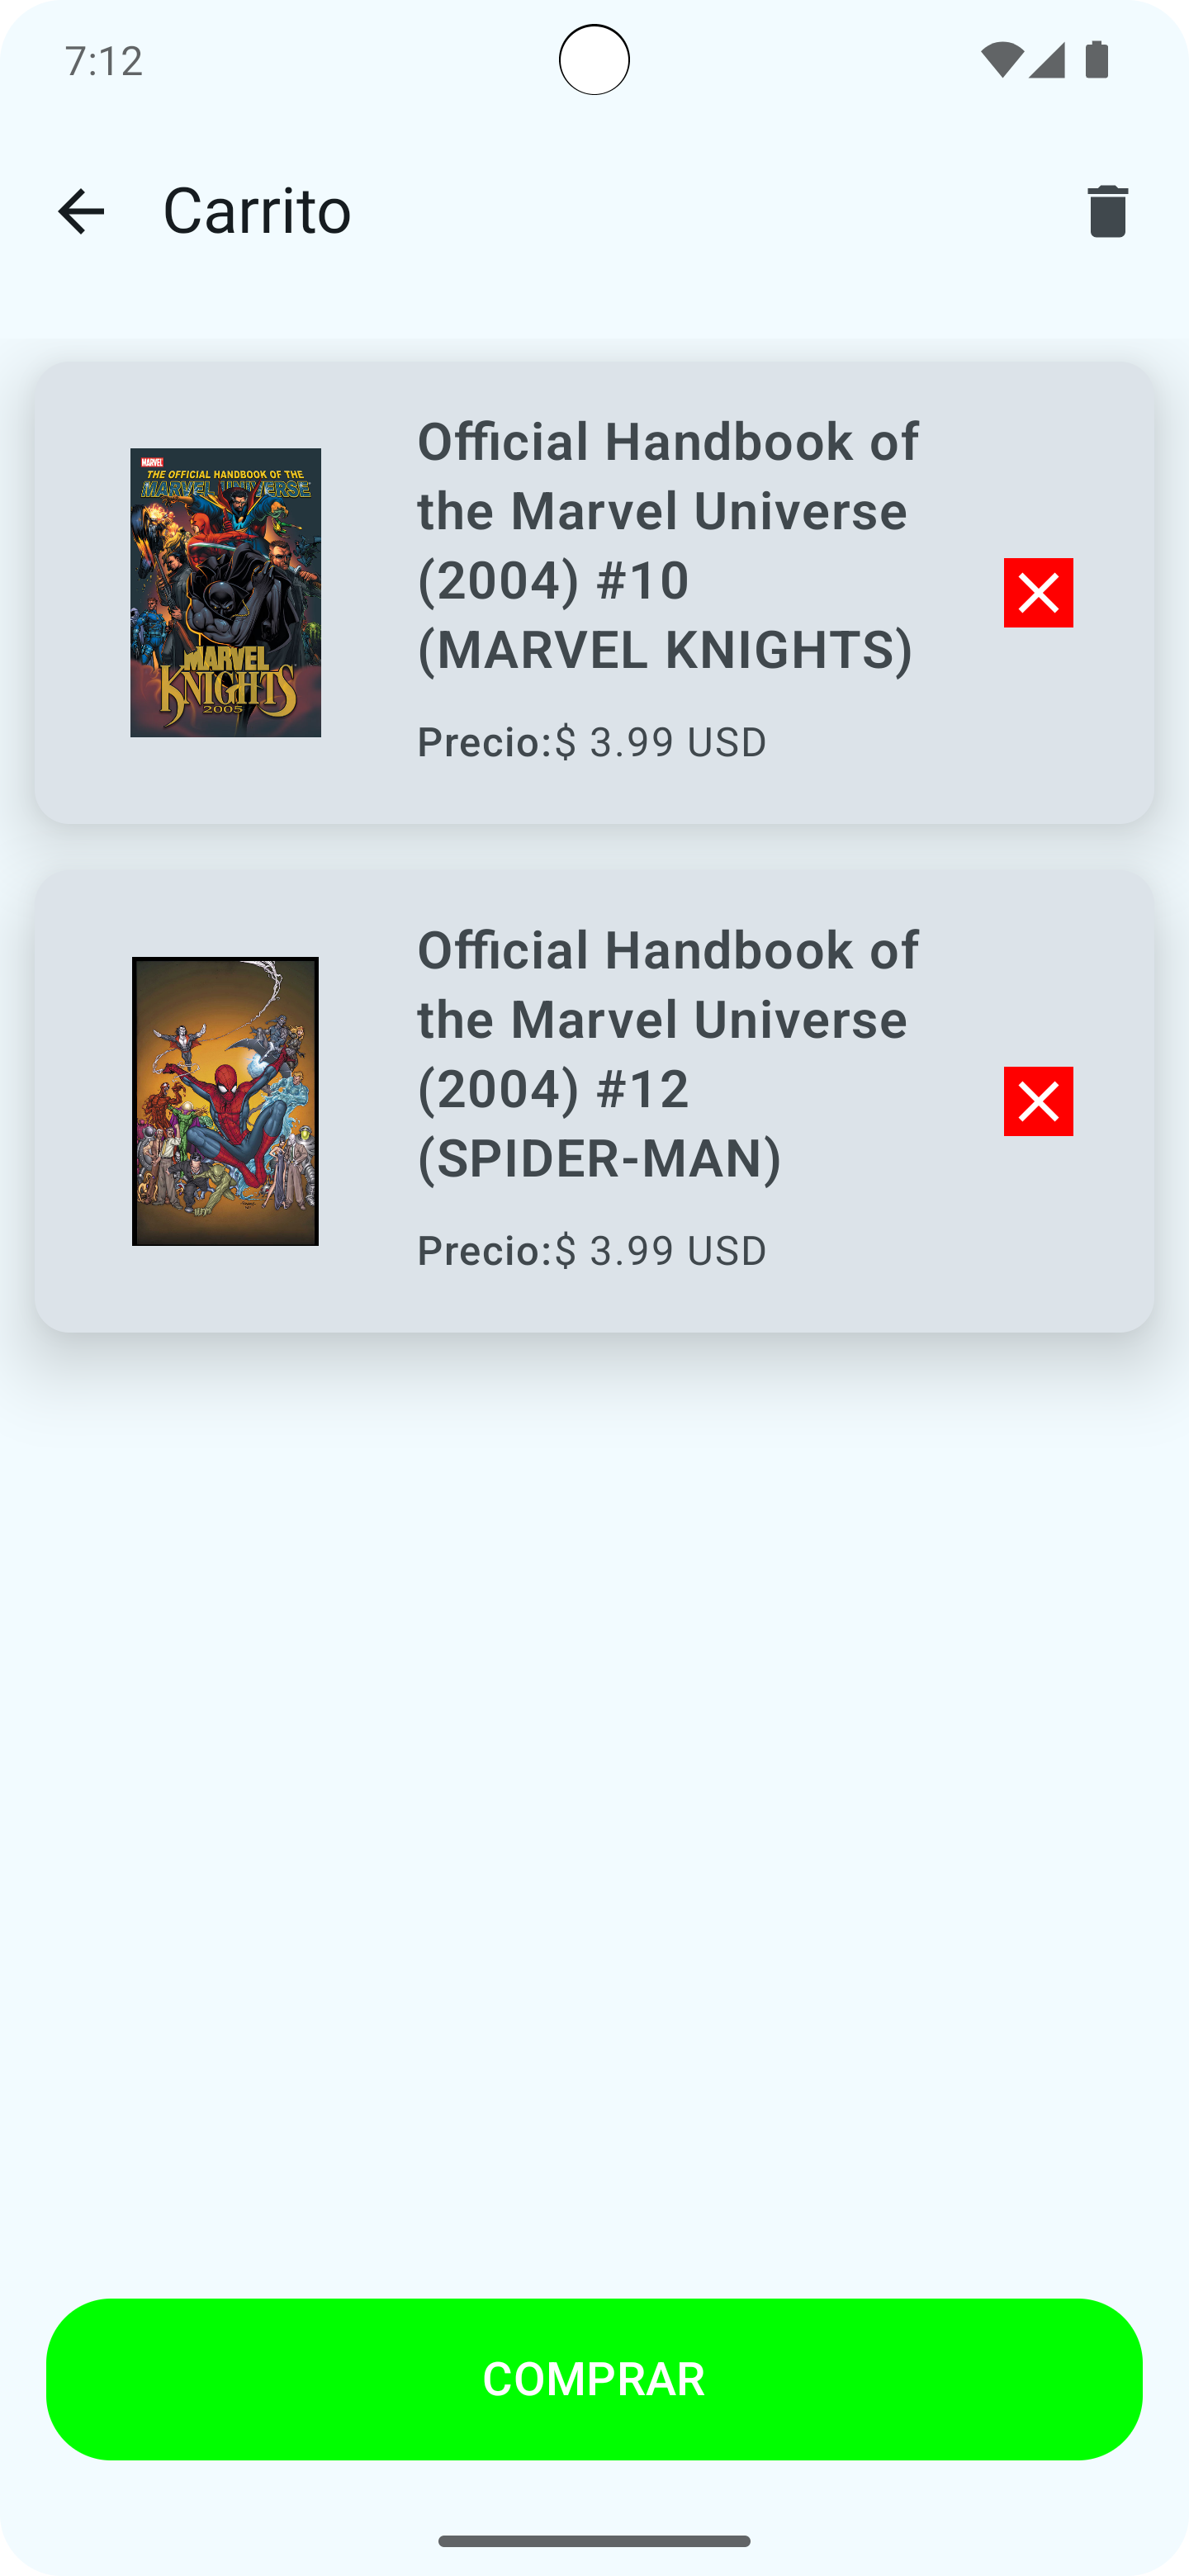 7:12
Carrito
MARVEL
THE OFFICIAL HANDBOOK OF THE
MARVEL UNIVERSE
MARVEL
KNIGHTS
2005
Official Handbook of
the Marvel Universe
(2004) #10
(MARVEL KNIGHTS)
Precio:$ 3.99 USD
Official Handbook of
the Marvel Universe
(2004) #12
(SPIDER-MAN)
Precio:$ 3.99 USD
COMPRAR